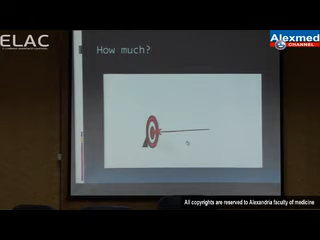 ELAC
Alexmed
CHANNEL
How much?
All copyrights are reserved to Alexandria faculty of medicine